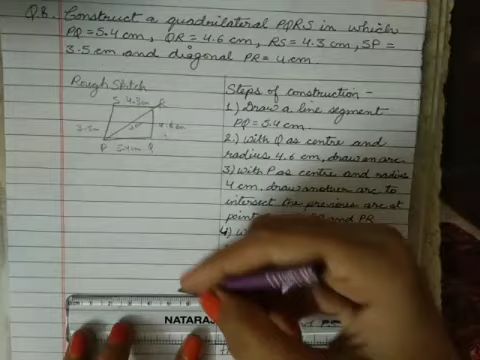 Q.8. Construct a quadrilateral PQRS in which
PQ = 5.4 cm, QR = 4.6 cm, RS = 4.3 cm, SP =
3.5 cm and diagonal PR = 4 cm.
Rough Sketch
S 4.3cm R
3.5cm
4.6cm
P 5.4cm Q
Steps of construction -
1) Draw a line segment
PQ = 5.4 cm.
2.) with Q as centre and
radius 4.6 cm, draw an arc.
3) with P as centre and radius
4 cm, draw another arc to
intersect the previous arc at
point and PR
4)
NATARAJ